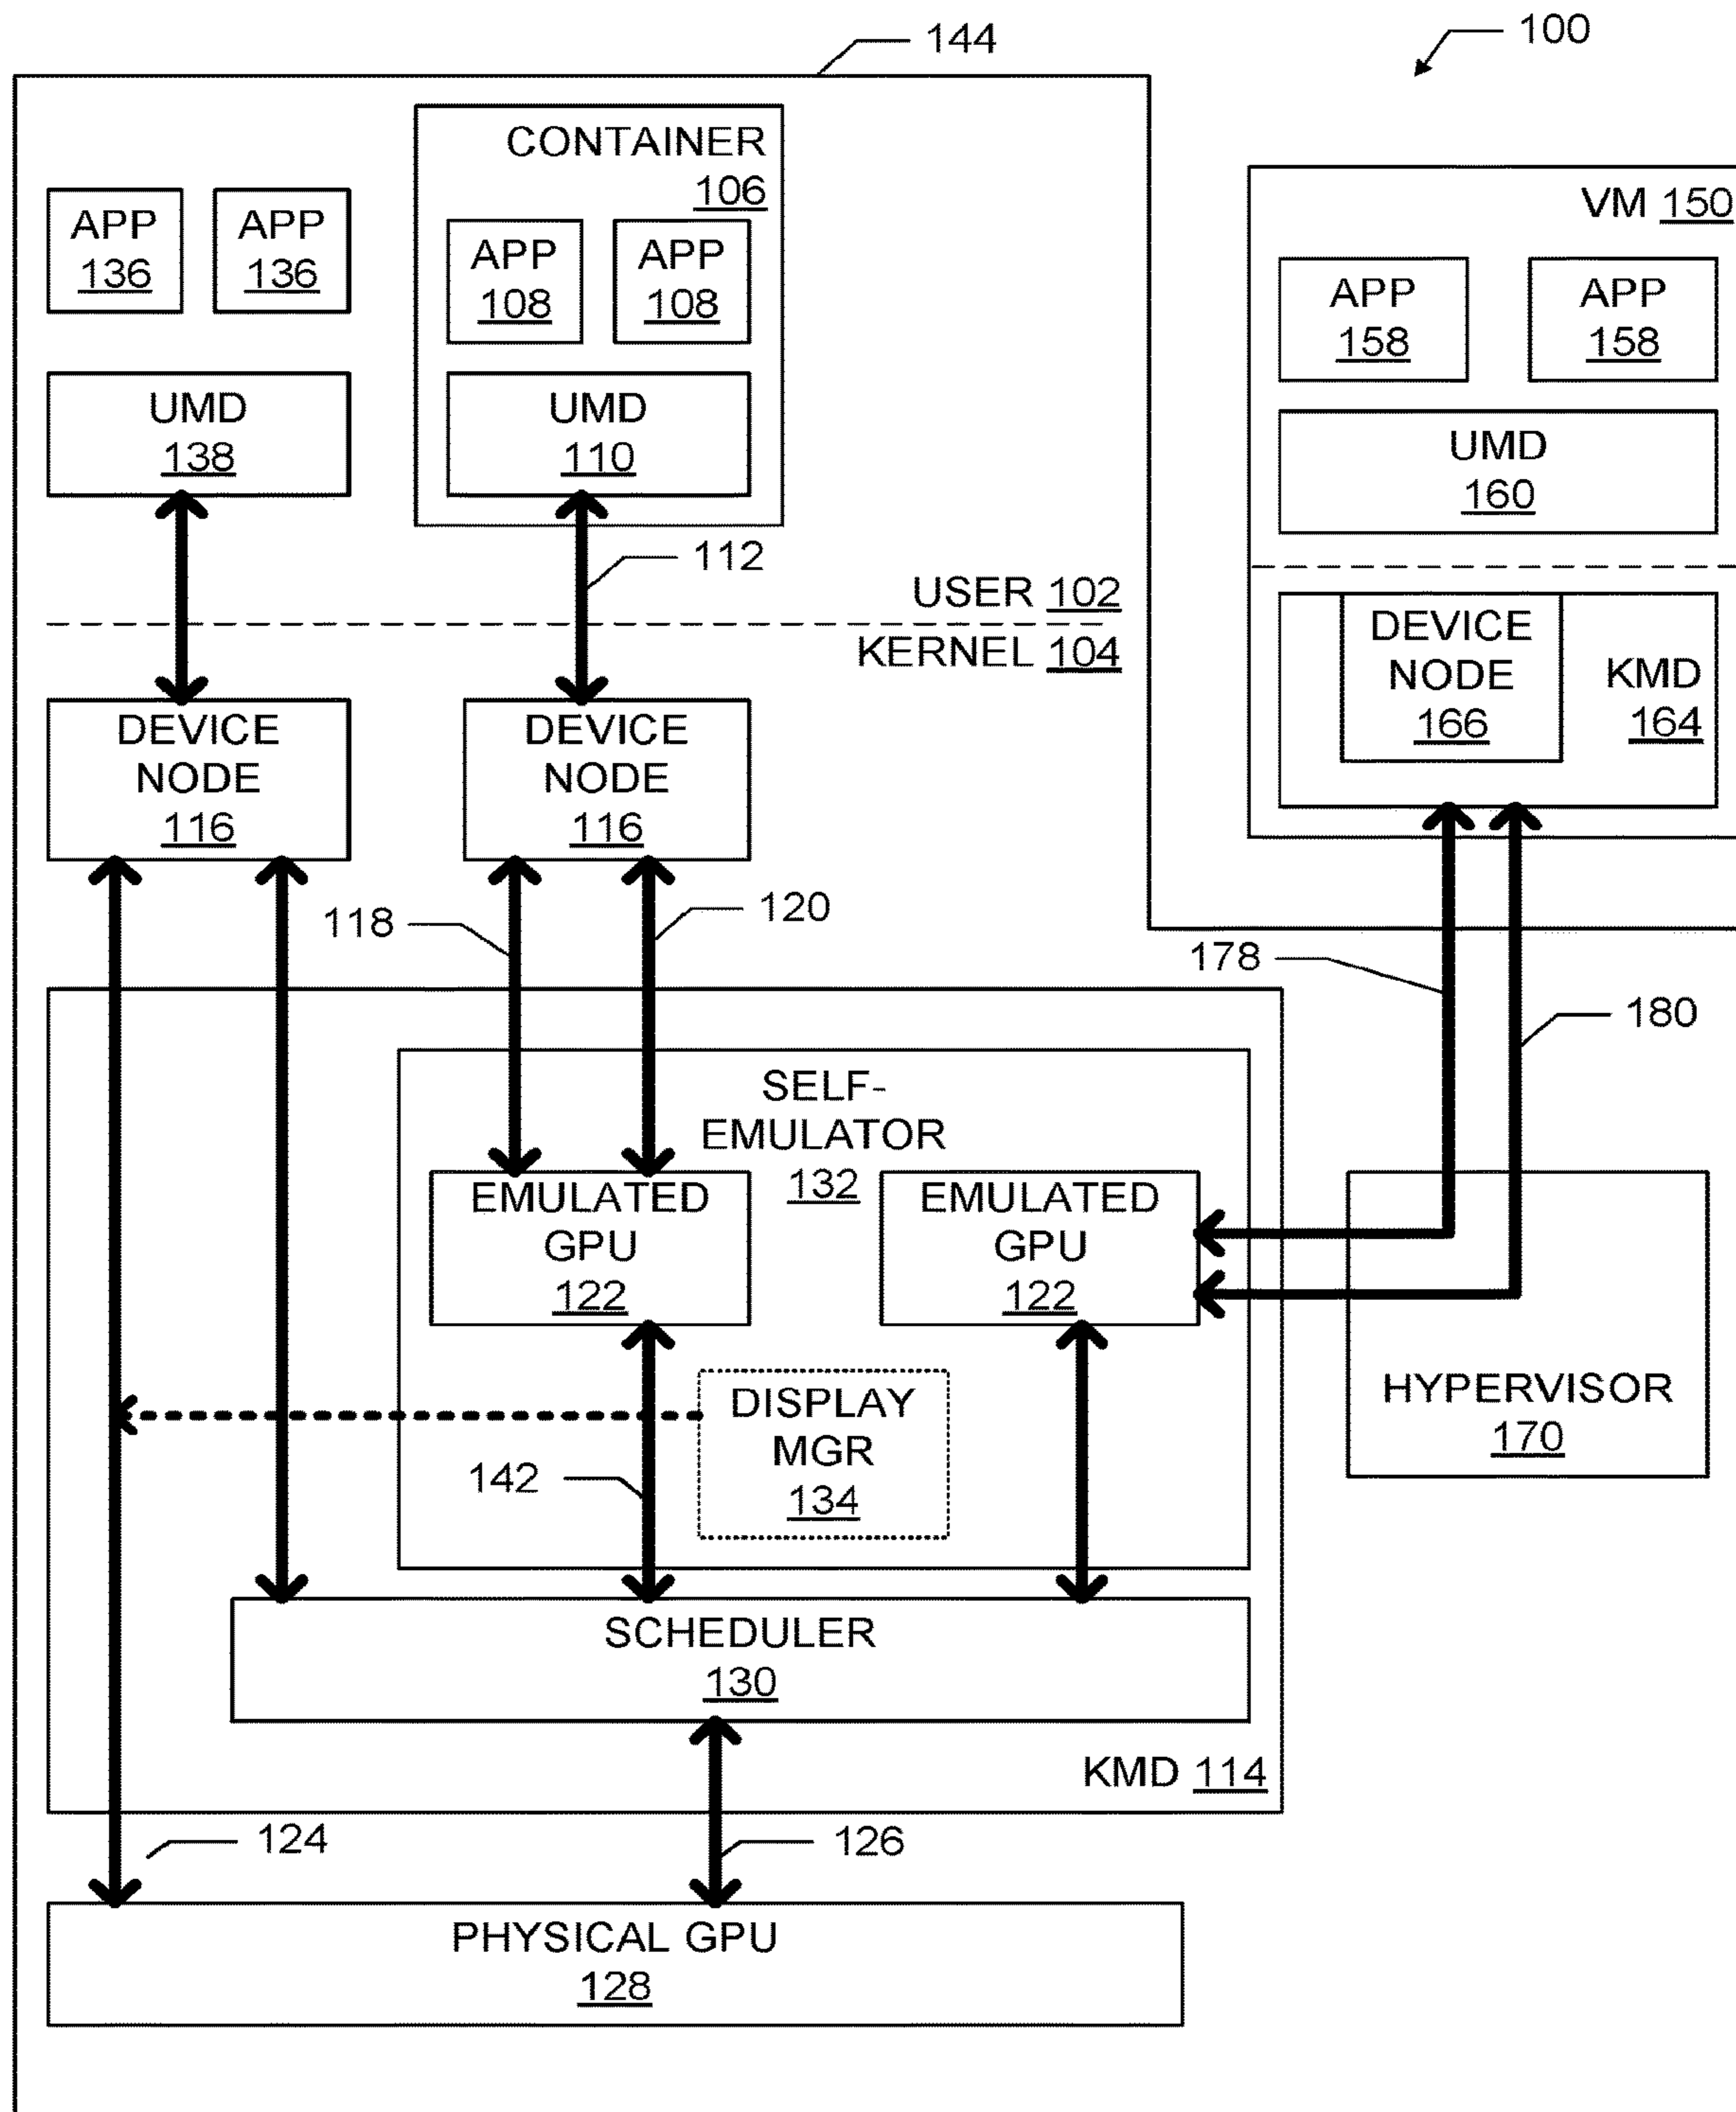 144
100
CONTAINER
106
APP
136
APP
136
APP
108
APP
108
UMD
138
UMD
110
112
USER 102
KERNEL 104
VM 150
APP
158
APP
158
UMD
160
DEVICE
NODE
166
KMD
164
DEVICE
NODE
116
DEVICE
NODE
116
118
120
178
180
SELF-
EMULATOR
132
EMULATED
GPU
122
EMULATED
GPU
122
DISPLAY
MGR
134
142
HYPERVISOR
170
SCHEDULER
130
KMD 114
124
126
PHYSICAL GPU
128